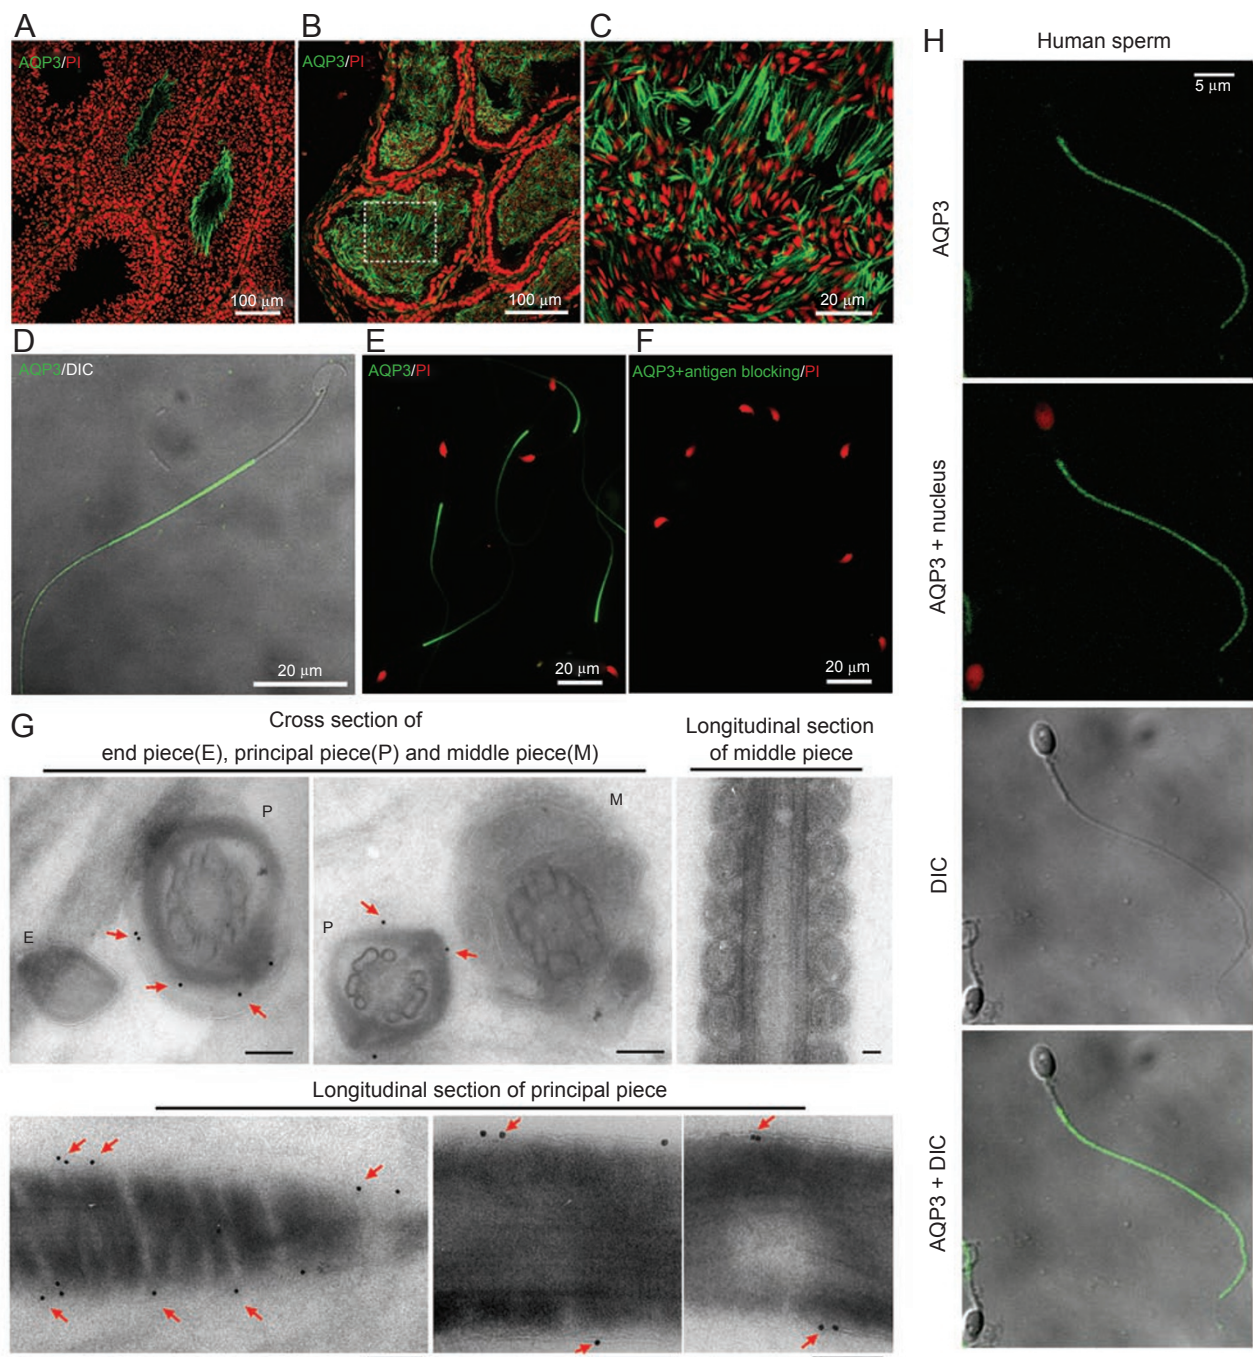 A
AQP3/PI
100 μm
B
AQP3/PI
100 μm
C
20 μm
D
AQP3/DIC
20 μm
E
AQP3/PI
20 μm
F
AQP3+antigen blocking/PI
20 μm
G
Cross section of
end piece(E), principal piece(P) and middle piece(M)
Longitudinal section
of middle piece
E
P
P
M
Longitudinal section of principal piece
H
Human sperm
5 μm
AQP3
AQP3 + nucleus
DIC
AQP3 + DIC